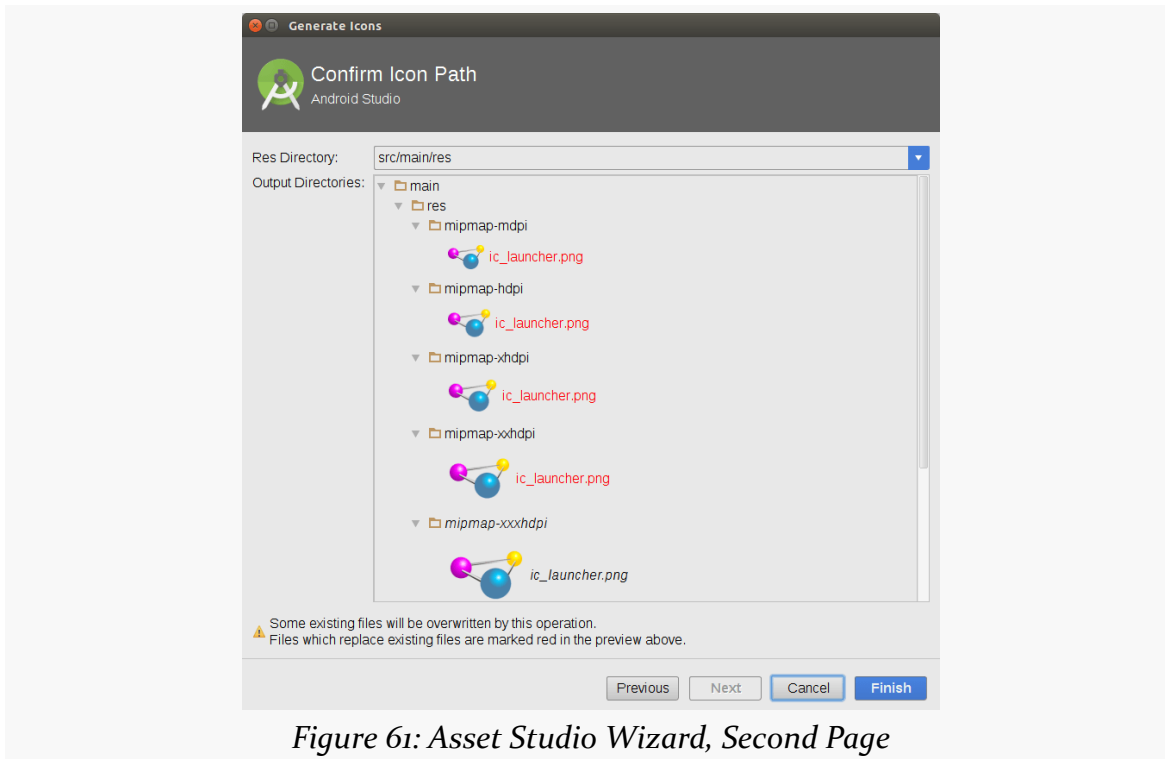 Generate Icons
Confirm Icon Path
Android Studio
Res Directory: src/main/res
Output Directories: main
res
mipmap-mdpi
ic_launcher.png
mipmap-hdpi
ic_launcher.png
mipmap-xhdpi
ic_launcher.png
mipmap-xxhdpi
ic_launcher.png
mipmap-xxxhdpi
ic_launcher.png
Some existing files will be overwritten by this operation.
Files which replace existing files are marked red in the preview above.
Previous Next Cancel Finish
Figure 61: Asset Studio Wizard, Second Page